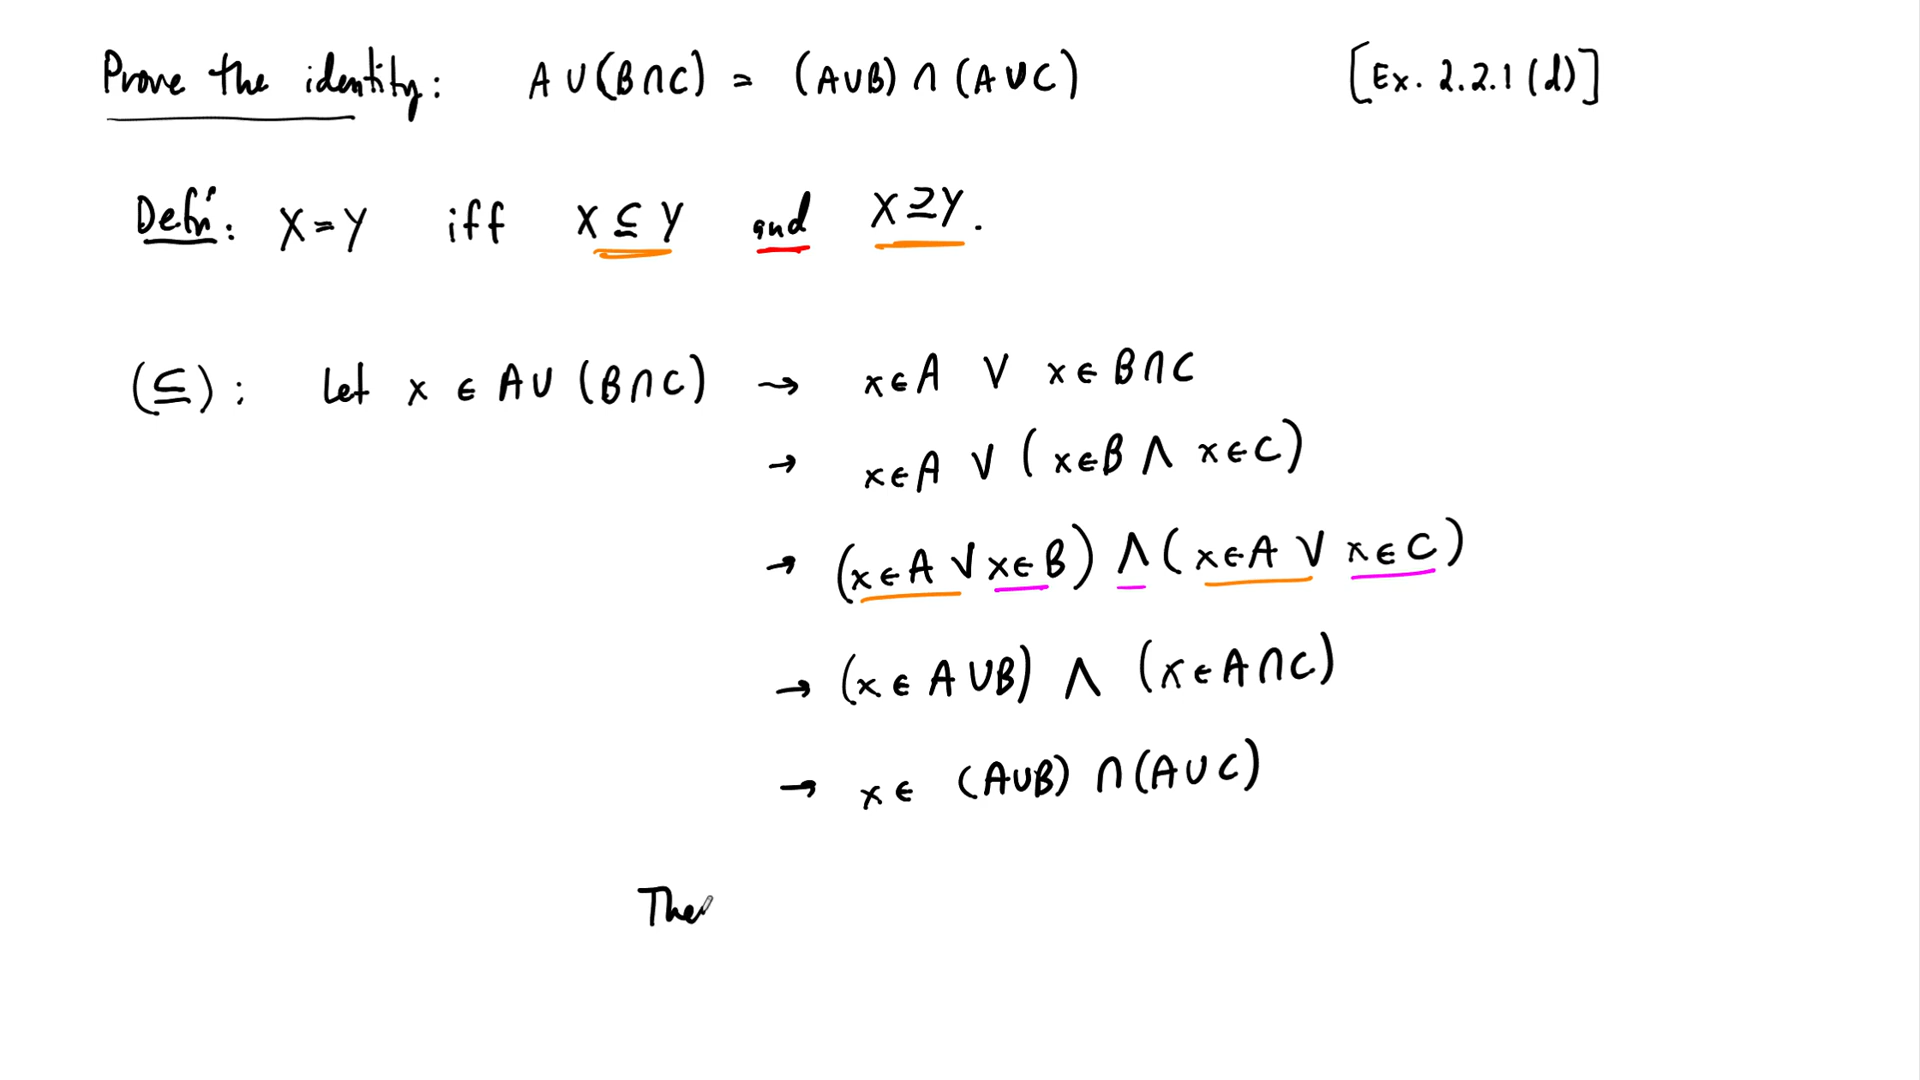 Prove the identity: A ∪ (B ∩ C) = (A ∪ B) ∩ (A ∪ C) [Ex. 2.2.1 (d)]
Defn: X = Y iff X ⊆ Y and X ⊇ Y.
(⊆): Let x ∈ A ∪ (B ∩ C) → x ∈ A ∨ x ∈ B ∩ C
→ x ∈ A ∨ (x ∈ B ∧ x ∈ C)
→ (x ∈ A ∨ x ∈ B) ∧ (x ∈ A ∨ x ∈ C)
→ (x ∈ A ∪ B) ∧ (x ∈ A ∩ C)
→ x ∈ (A ∪ B) ∩ (A ∪ C)
The